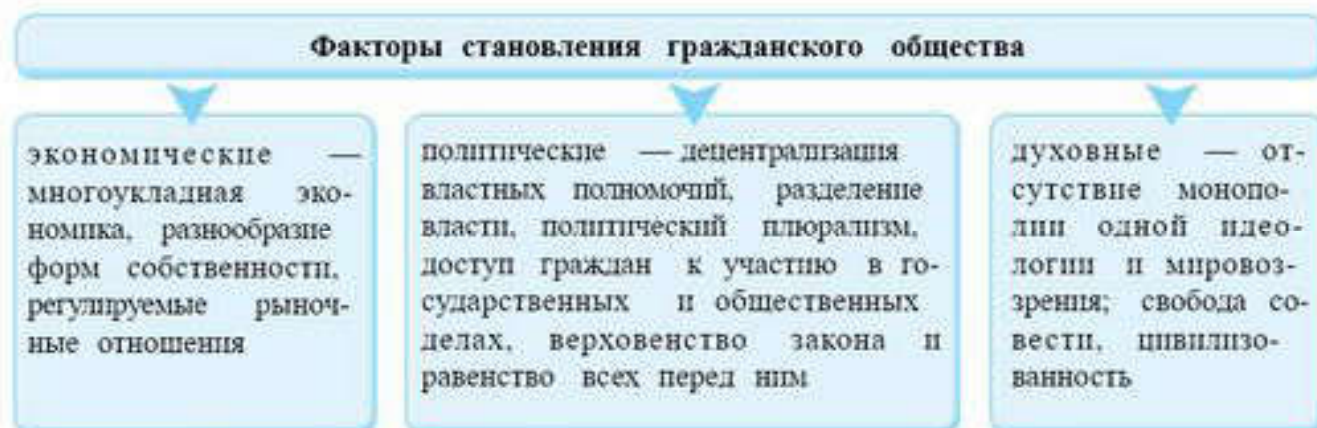 Факторы становления гражданского общества
экономические —
многоукладная эко-
номика, разнообразие
форм собственности,
регулируемые рыноч-
ные отношения
политические — децентрализация
властных полномочий, разделение
власти, политический плюрализм,
доступ граждан к участию в го-
сударственных и общественных
делах, верховенство закона и
равенство всех перед ним
духовные — от-
сутствие монопо-
лии одной идео-
логии и мировоз-
зрения; свобода со-
вести, цивилизо-
ванность